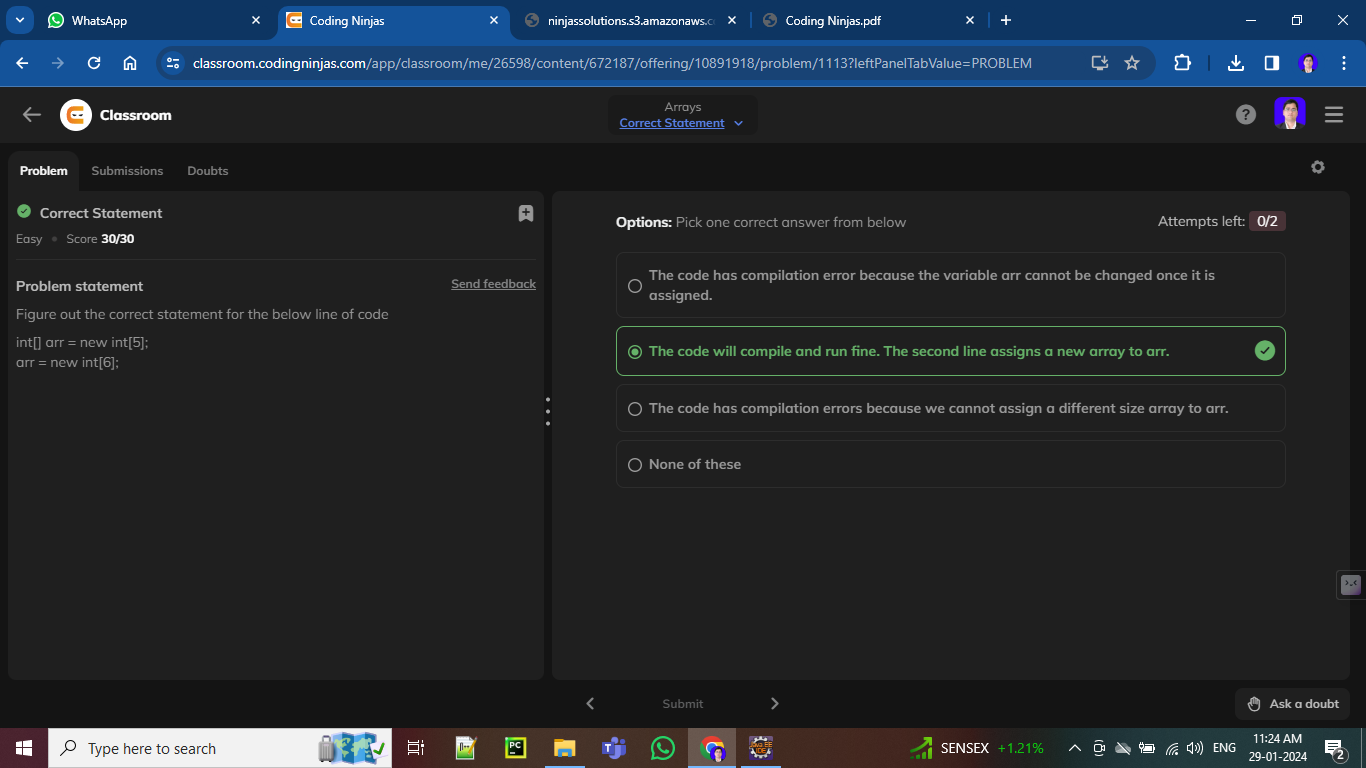 WhatsApp
Coding Ninjas
ninjassolutions.s3.amazonaws.c
Coding Ninjas.pdf
classroom.codingninjas.com/app/classroom/me/26598/content/672187/offering/10891918/problem/1113?leftPanelTabValue=PROBLEM
Classroom
Arrays
Correct Statement
Problem
Submissions
Doubts
Correct Statement
Easy • Score 30/30
Problem statement
Send feedback
Figure out the correct statement for the below line of code
int[] arr = new int[5];
arr = new int[6];
Options: Pick one correct answer from below
Attempts left: 0/2
The code has compilation error because the variable arr cannot be changed once it is
assigned.
The code will compile and run fine. The second line assigns a new array to arr.
The code has compilation errors because we cannot assign a different size array to arr.
None of these
Submit
Ask a doubt
Type here to search
PC
SENSEX +1.21%
ENG
11:24 AM
29-01-2024
2